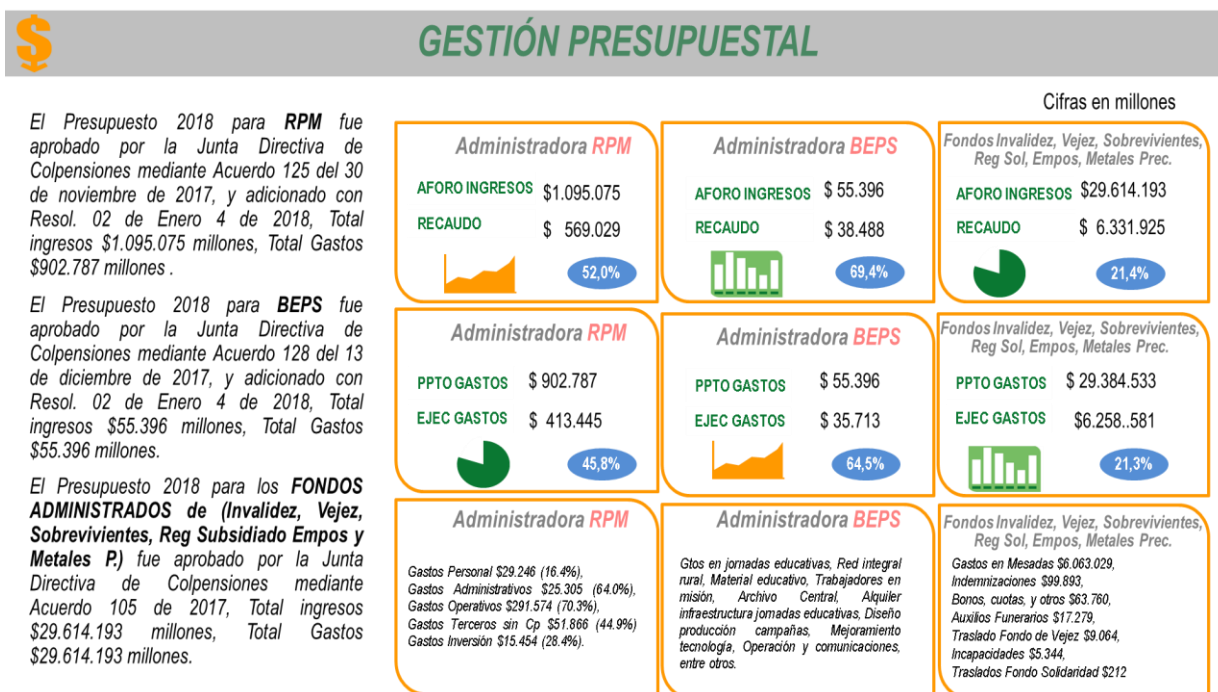 $
GESTIÓN PRESUPUESTAL
El Presupuesto 2018 para RPM fue
aprobado por la Junta Directiva de
Colpensiones mediante Acuerdo 125 del 30
de noviembre de 2017, y adicionado con
Resol. 02 de Enero 4 de 2018, Total
ingresos $1.095.075 millones, Total Gastos
$902.787 millones .
El Presupuesto 2018 para BEPS fue
aprobado por la Junta Directiva de
Colpensiones mediante Acuerdo 128 del 13
de diciembre de 2017, y adicionado con
Resol. 02 de Enero 4 de 2018, Total
ingresos $55.396 millones, Total Gastos
$55.396 millones.
El Presupuesto 2018 para los FONDOS
ADMINISTRADOS de (Invalidez, Vejez,
Sobrevivientes, Reg Subsidiado Empos y
Metales P.) fue aprobado por la Junta
Directiva de Colpensiones mediante
Acuerdo 105 de 2017, Total ingresos
$29.614.193 millones, Total Gastos
$29.614.193 millones.
Cifras en millones
Administradora RPM
AFORO INGRESOS $1.095.075
RECAUDO $ 569.029
52,0%
Administradora BEPS
AFORO INGRESOS $ 55.396
RECAUDO $ 38.488
69,4%
Fondos Invalidez, Vejez, Sobrevivientes,
Reg Sol, Empos, Metales Prec.
AFORO INGRESOS $29.614.193
RECAUDO $ 6.331.925
21,4%
Administradora RPM
PPTO GASTOS $ 902.787
EJEC GASTOS $ 413.445
45,8%
Administradora BEPS
PPTO GASTOS $ 55.396
EJEC GASTOS $ 35.713
64,5%
Fondos Invalidez, Vejez, Sobrevivientes,
Reg Sol, Empos, Metales Prec.
PPTO GASTOS $ 29.384.533
EJEC GASTOS $6.258..581
21,3%
Administradora RPM
Gastos Personal $29.246 (16.4%),
Gastos Administrativos $25.305 (64.0%),
Gastos Operativos $291.574 (70.3%),
Gastos Terceros sin Cp $51.866 (44.9%)
Gastos Inversión $15.454 (28.4%).
Administradora BEPS
Gtos en jornadas educativas, Red integral
rural, Material educativo, Trabajadores en
misión, Archivo Central, Alquiler
infraestructura jornadas educativas, Diseño
producción campañas, Mejoramiento
tecnología, Operación y comunicaciones,
entre otros.
Fondos Invalidez, Vejez, Sobrevivientes,
Reg Sol, Empos, Metales Prec.
Gastos en Mesadas $6.063.029,
Indemnizaciones $99.893,
Bonos, cuotas, y otros $63.760,
Auxilios Funerarios $17.279,
Traslado Fondo de Vejez $9.064,
Incapacidades $5.344,
Traslados Fondo Solidaridad $212